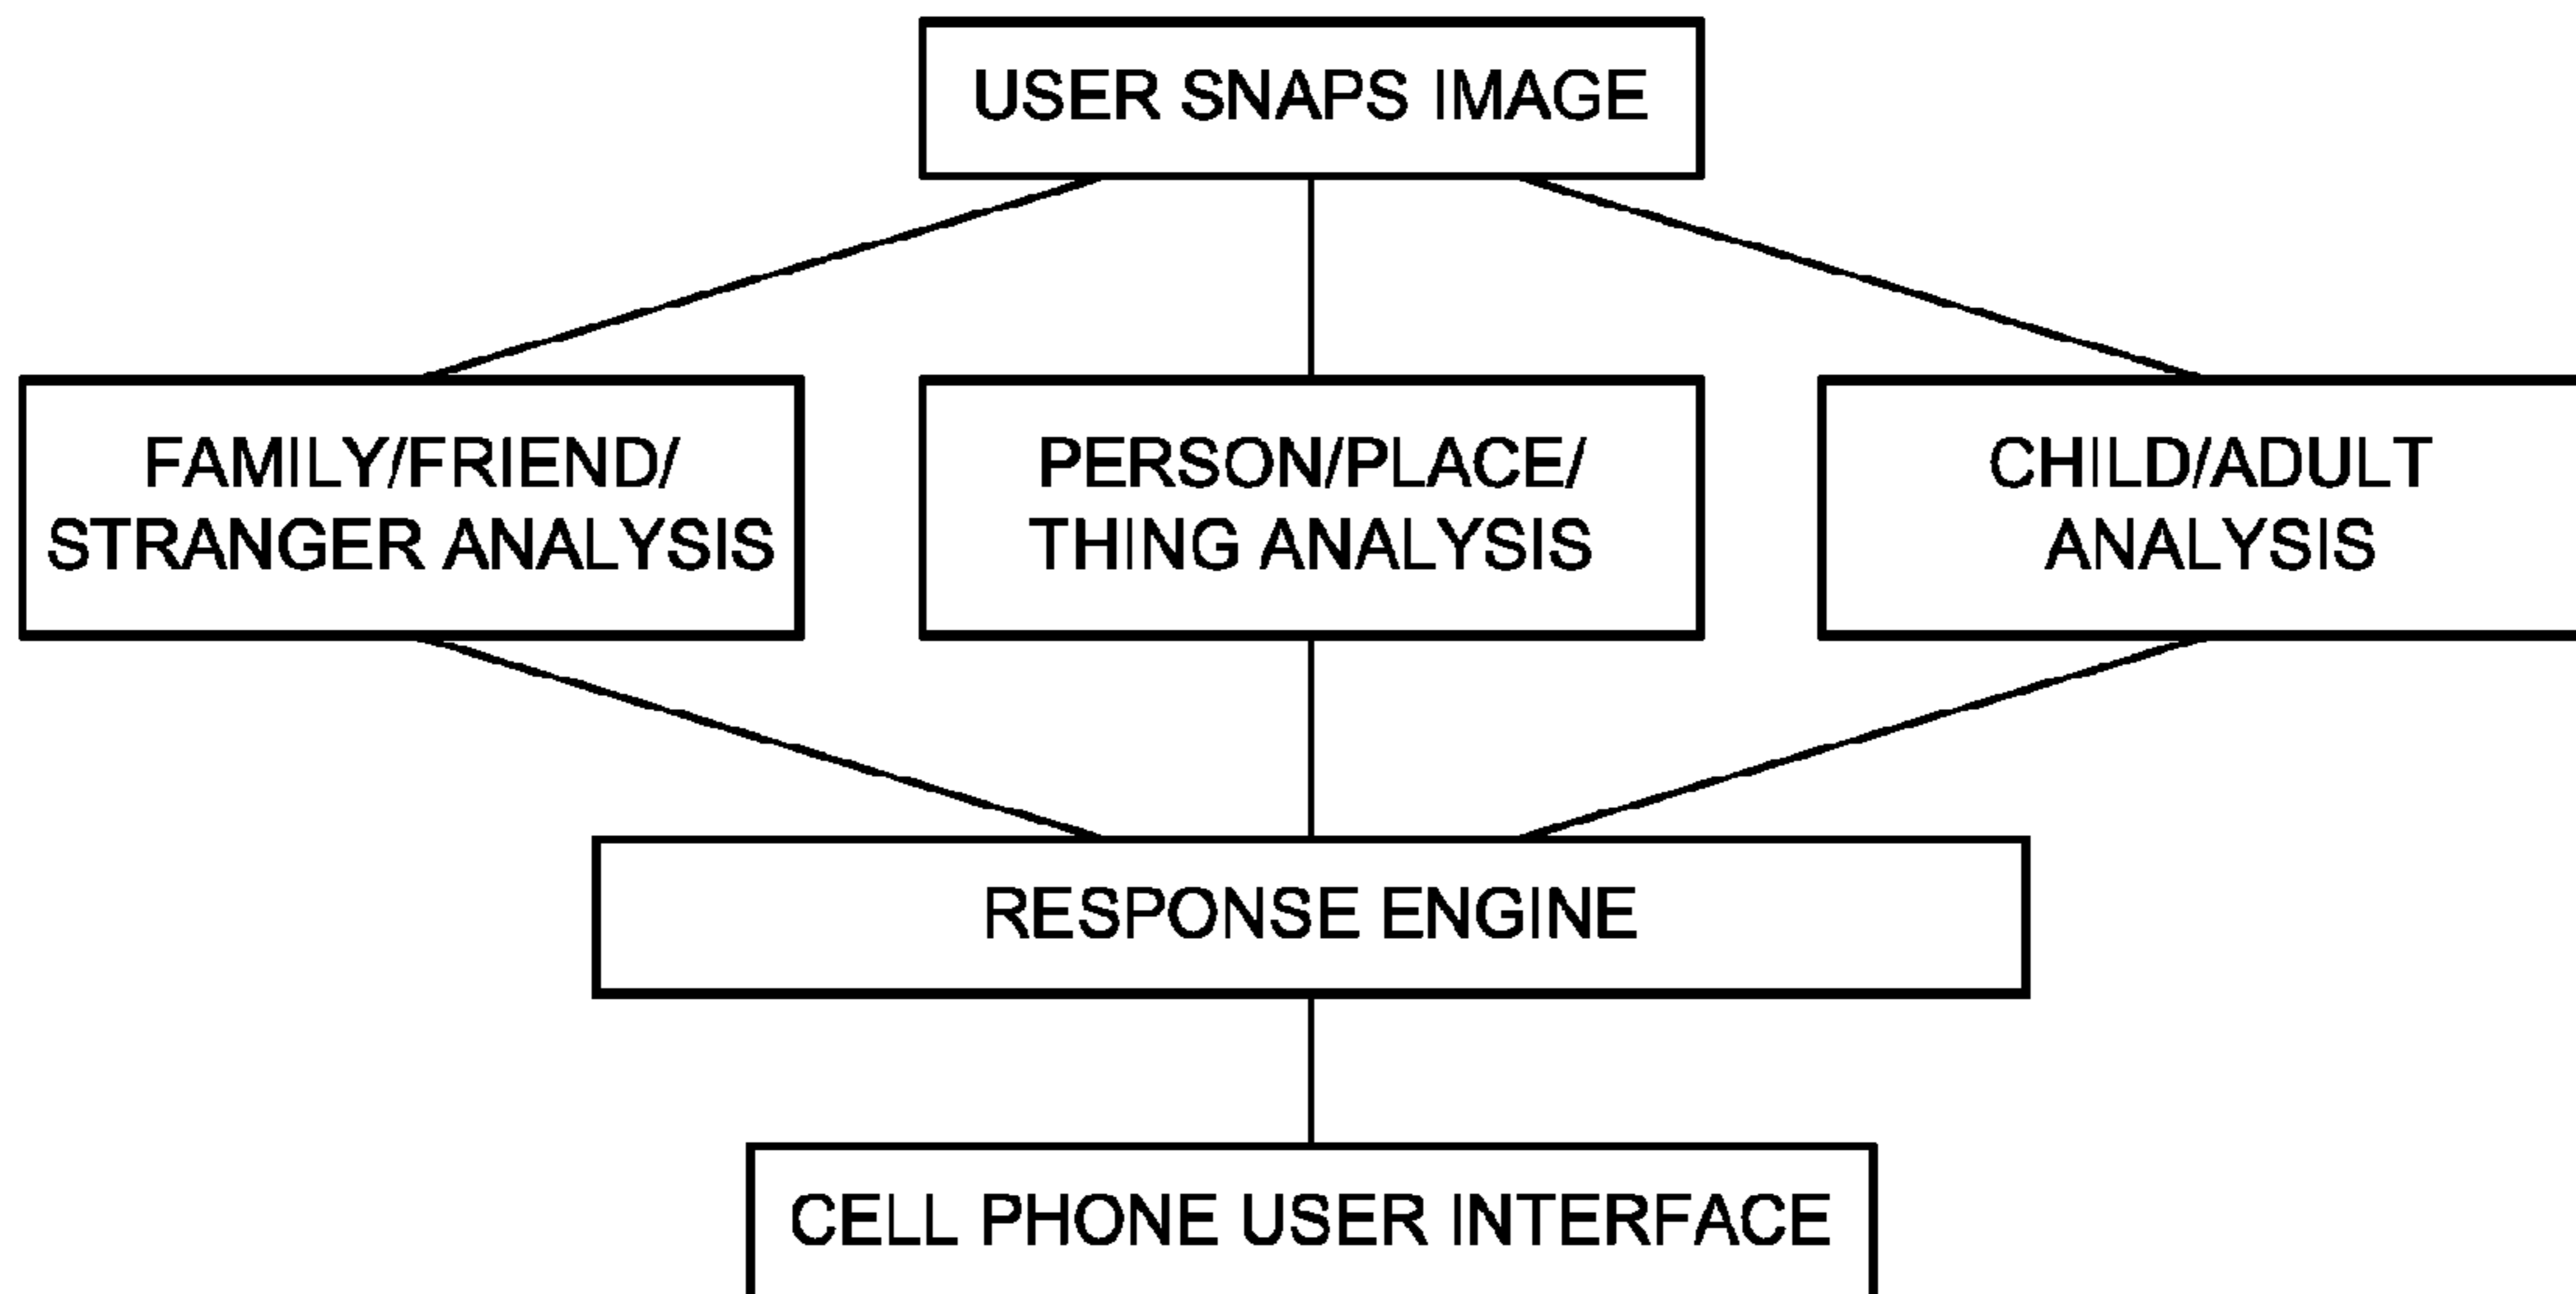 USER SNAPS IMAGE
FAMILY/FRIEND/
STRANGER ANALYSIS
PERSON/PLACE/
THING ANALYSIS
CHILD/ADULT
ANALYSIS
RESPONSE ENGINE
CELL PHONE USER INTERFACE